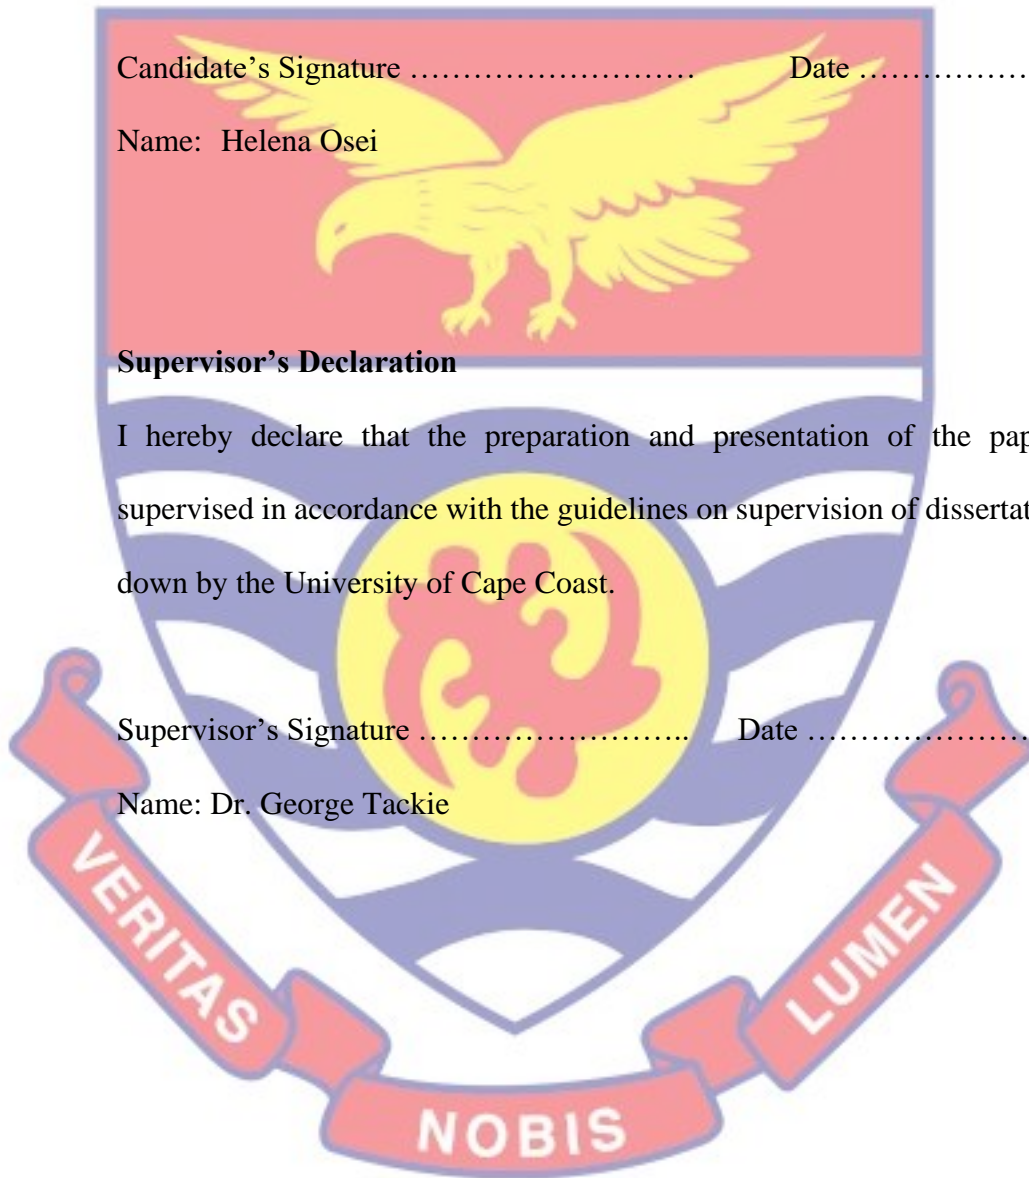 Candidate’s Signature ……………………… Date ………………
Name: Helena Osei
Supervisor’s Declaration
I hereby declare that the preparation and presentation of the
supervised in accordance with the guidelines on supervision of
down by the University of Cape Coast.
Supervisor’s Signature …………………….. Date …………………
Name: Dr. George Tackie
VERITAS
NOBIS
LUMEN